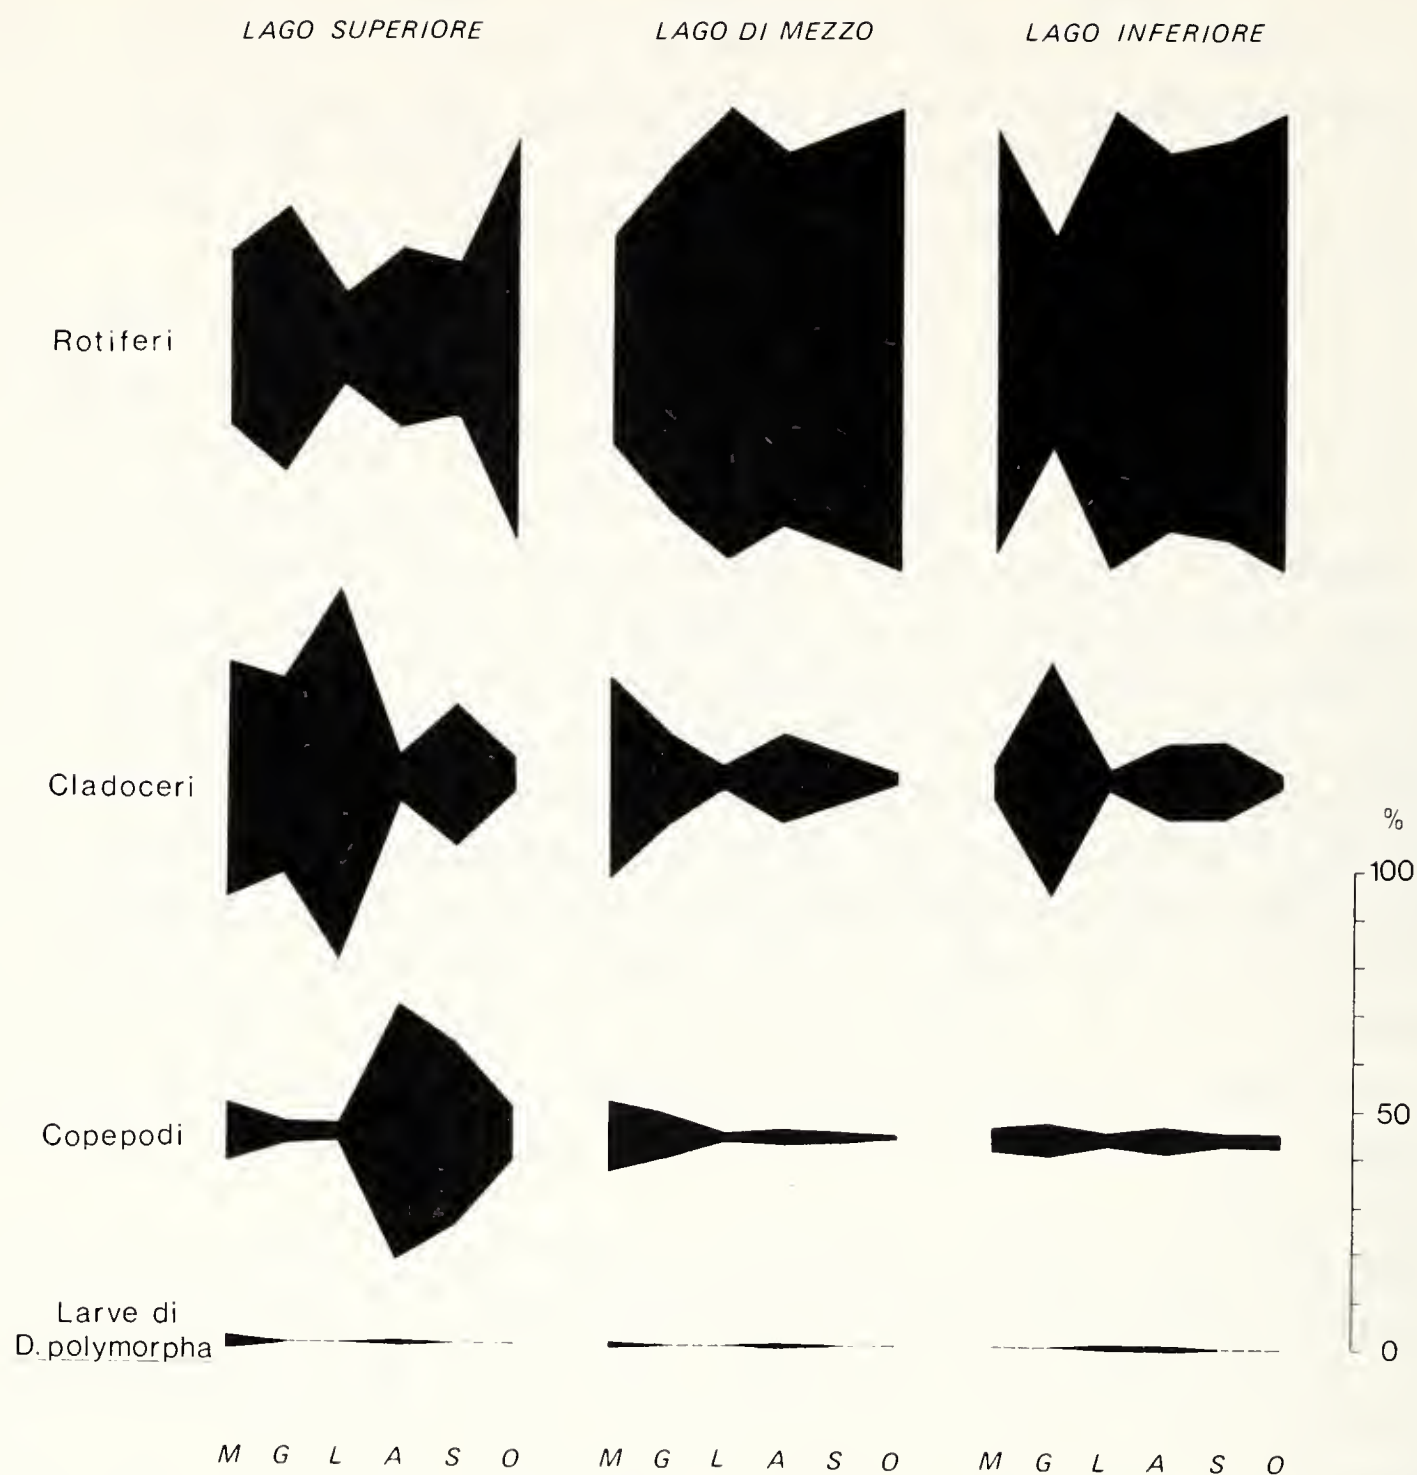 LAGO SUPERIORE
LAGO DI MEZZO
LAGO INFERIORE
Rotiferi
Cladoceri
Copepodi
Larve di
D. polymorpha
%
100
50
0
M G L A S O
M G L A S O
M G L A S O